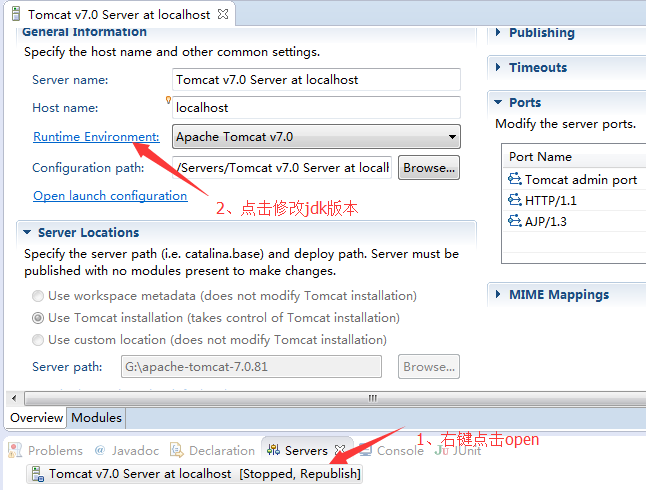 Tomcat v7.0 Server at localhost
General Information
Specify the host name and other common settings.
Server name:
Tomcat v7.0 Server at localhost
Host name:
localhost
Runtime Environment:
Apache Tomcat v7.0
Configuration path:
/Servers/Tomcat v7.0 Server at localh
Browse...
Open launch configuration
2、点击修改jdk版本
Server Locations
Specify the server path (i.e. catalina.base) and deploy path. Server must be
published with no modules present to make changes.
Use workspace metadata (does not modify Tomcat installation)
Use Tomcat installation (takes control of Tomcat installation)
Use custom location (does not modify Tomcat installation)
Server path:
G:\apache-tomcat-7.0.81
Browse...
Publishing
Timeouts
Ports
Modify the server ports.
Port Name
Tomcat admin port
HTTP/1.1
AJP/1.3
MIME Mappings
Overview
Modules
Problems
Javadoc
Declaration
Servers
Console
JUnit
1、右键点击open
Tomcat v7.0 Server at localhost [Stopped, Republish]